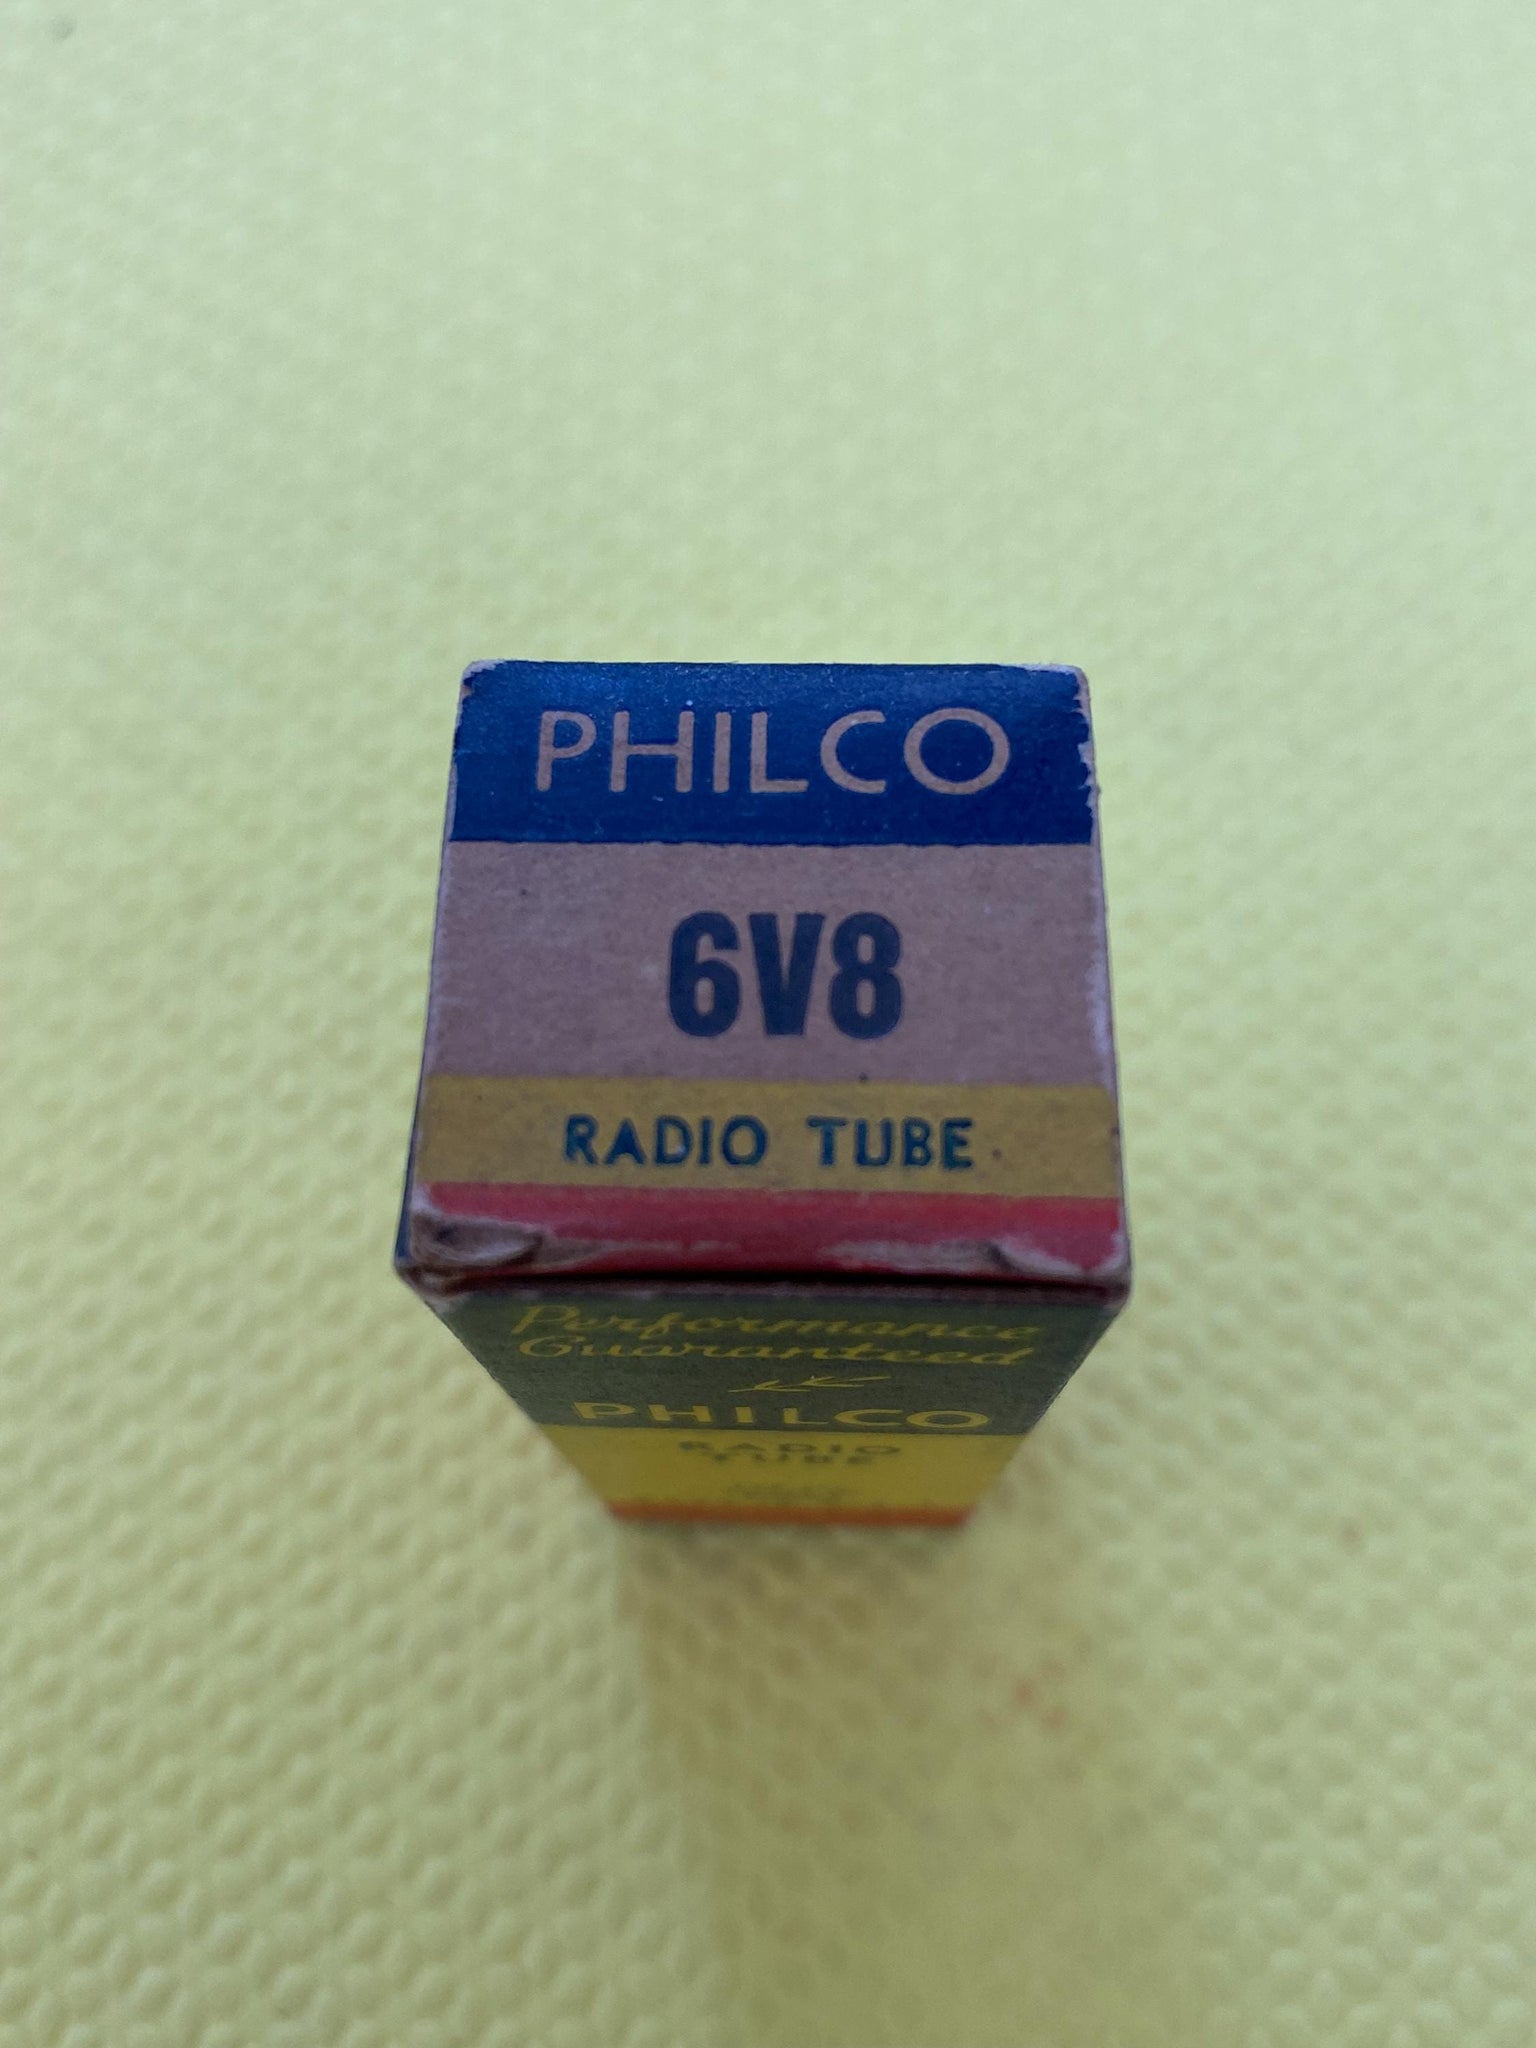 PHILCO
6V8
RADIO TUBE
Performance
Guaranteed
PHILCO
RADIO
TUBE